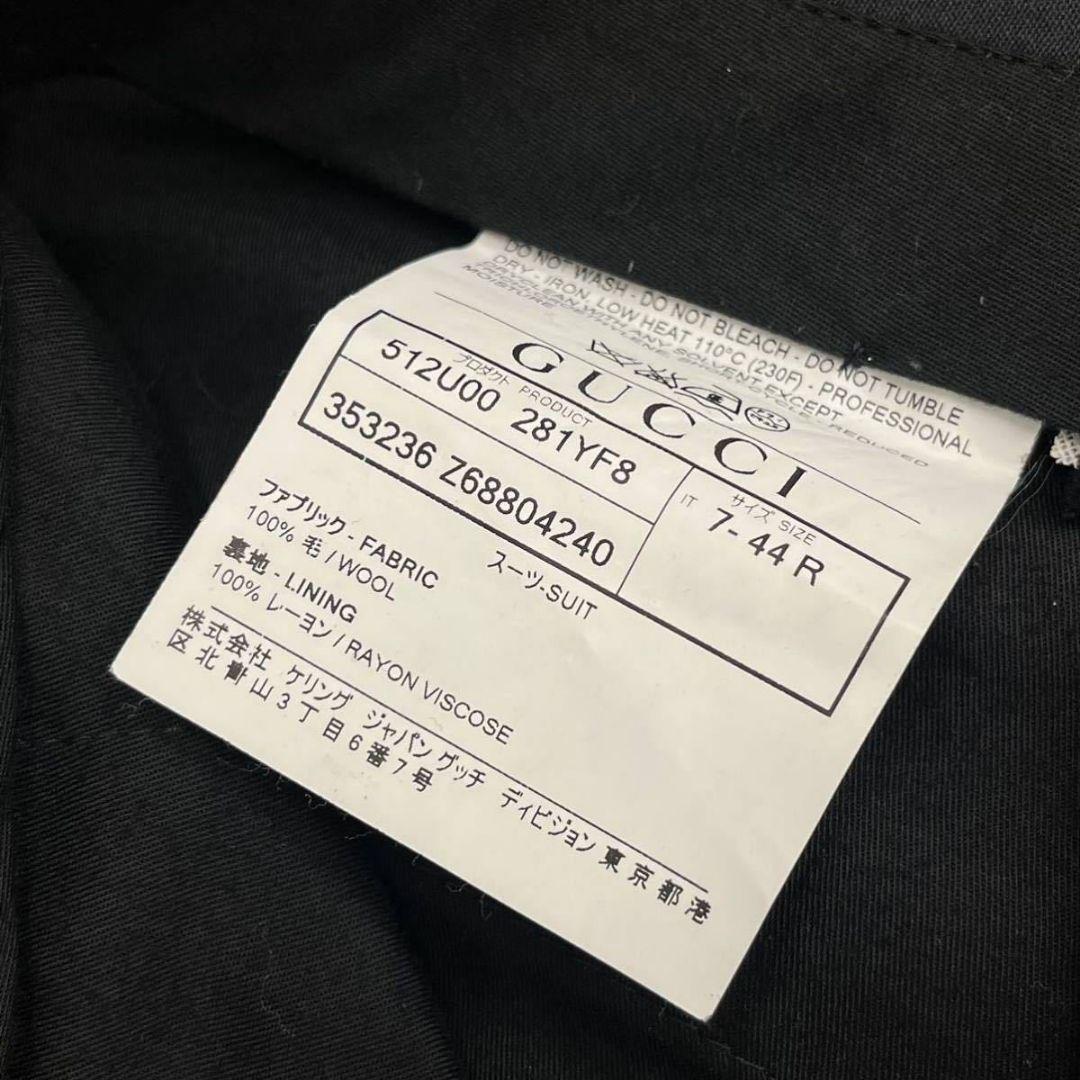 DO NOT WASH - DO NOT BLEACH - DO NOT TUMBLE
DRY - IRON, LOW HEAT 110°C (230F) - PROFESSIONAL
SOLVENT EXCEPT
MOISTURE
REDUCED
GUCCI
プロダクト PRODUCT
512U00 281YF8
353236 Z68804240
サイズ SIZE
IT 7- 44 R
スーツ-SUIT
ファブリック - FABRIC
100% 毛 / WOOL
裏地 - LINING
100% レーヨン / RAYON VISCOSE
株式会社 ケリング ジャパン グッチ ディビジョン 東京都港
区北青山3丁目6番7号